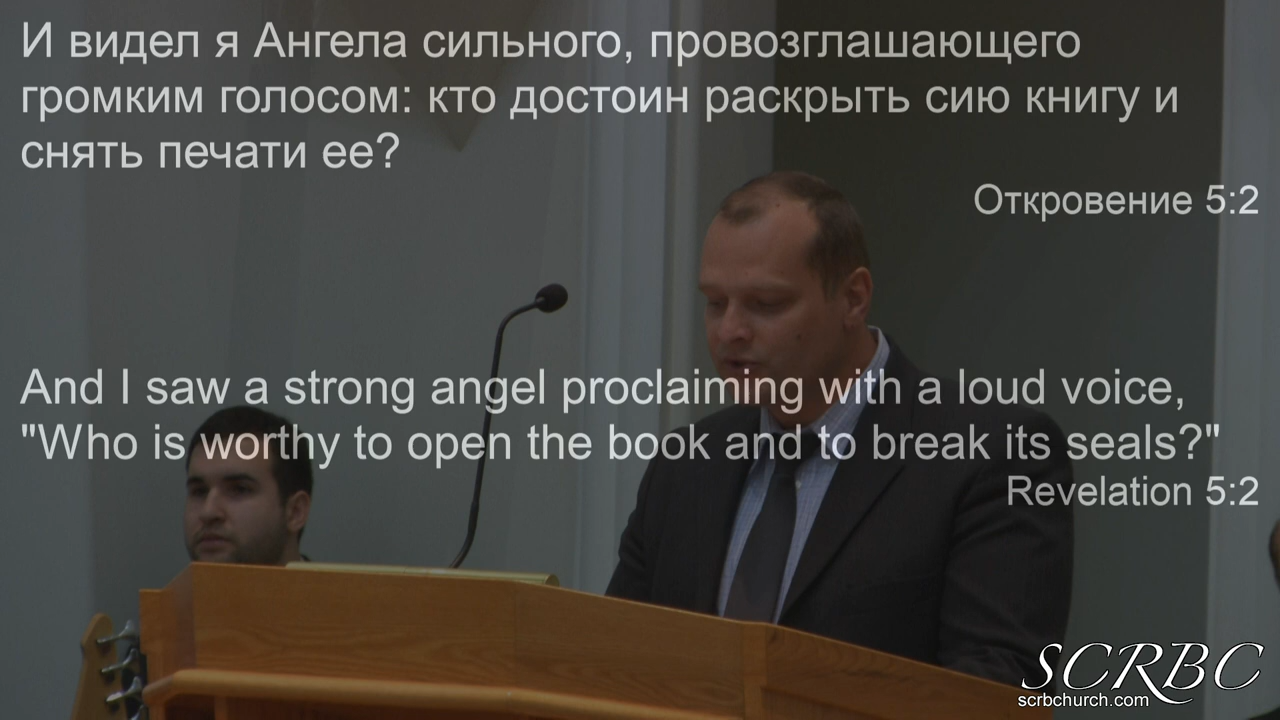 И видел я Ангела сильного, провозглашающего
громким голосом: кто достоин раскрыть сию книгу и
снять печати ее?
Откровение 5:2
And I saw a strong angel proclaiming with a loud voice,
"Who is worthy to open the book and to break its seals?"
Revelation 5:2
SCRBC
scrbchurch.com